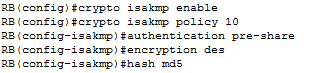 RB(config)#crypto isakmp enable
RB(config)#crypto isakmp policy 10
RB(config-isakmp)#authentication pre-share
RB(config-isakmp)#encryption des
RB(config-isakmp)#hash md5